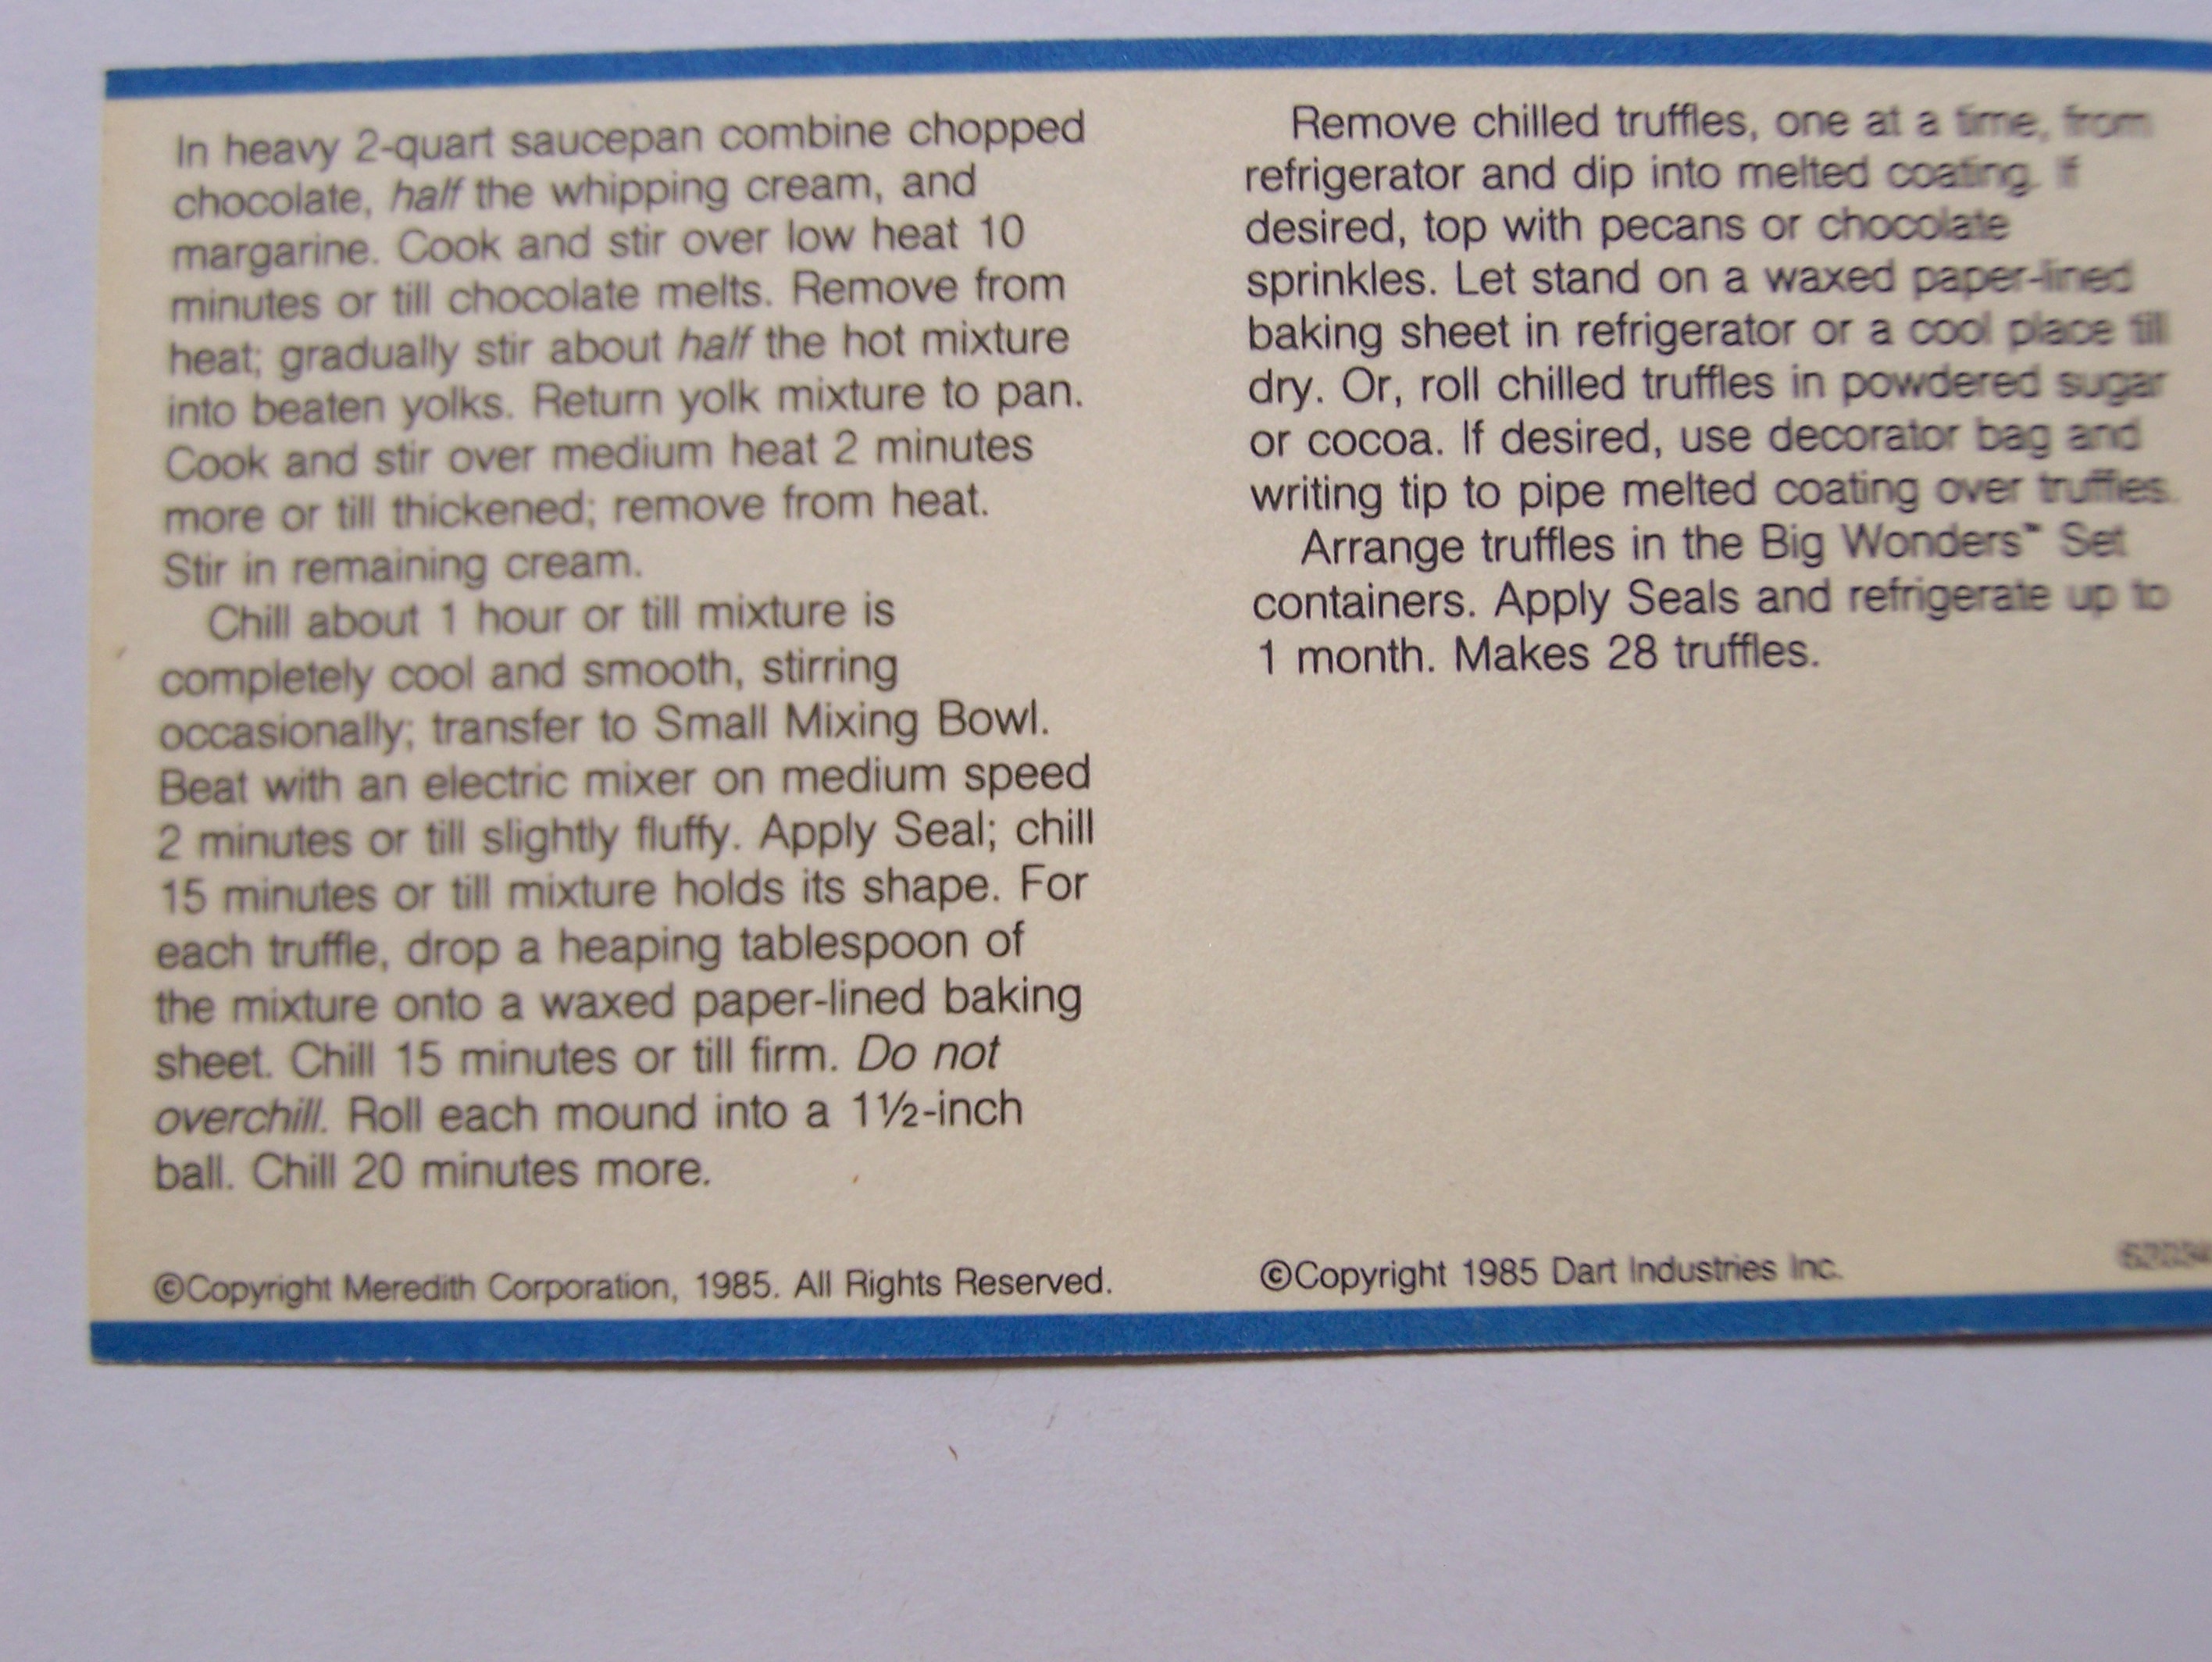 In heavy 2-quart saucepan combine chopped
chocolate, half the whipping cream, and
margarine. Cook and stir over low heat 10
minutes or till chocolate melts. Remove from
heat; gradually stir about half the hot mixture
into beaten yolks. Return yolk mixture to pan.
Cook and stir over medium heat 2 minutes
more or till thickened; remove from heat.
Stir in remaining cream.
Chill about 1 hour or till mixture is
completely cool and smooth, stirring
occasionally; transfer to Small Mixing Bowl.
Beat with an electric mixer on medium speed
2 minutes or till slightly fluffy. Apply Seal; chill
15 minutes or till mixture holds its shape. For
each truffle, drop a heaping tablespoon of
the mixture onto a waxed paper-lined baking
sheet. Chill 15 minutes or till firm. Do not
overchill. Roll each mound into a 1½-inch
ball. Chill 20 minutes more.
©Copyright Meredith Corporation, 1985. All Rights Reserved.
Remove chilled truffles, one at a time, from
refrigerator and dip into melted coating. If
desired, top with pecans or chocolate
sprinkles. Let stand on a waxed paper-lined
baking sheet in refrigerator or a cool place till
dry. Or, roll chilled truffles in powdered sugar
or cocoa. If desired, use decorator bag and
writing tip to pipe melted coating over truffles.
Arrange truffles in the Big Wonders™ Set
containers. Apply Seals and refrigerate up to
1 month. Makes 28 truffles.
©Copyright 1985 Dart Industries Inc.